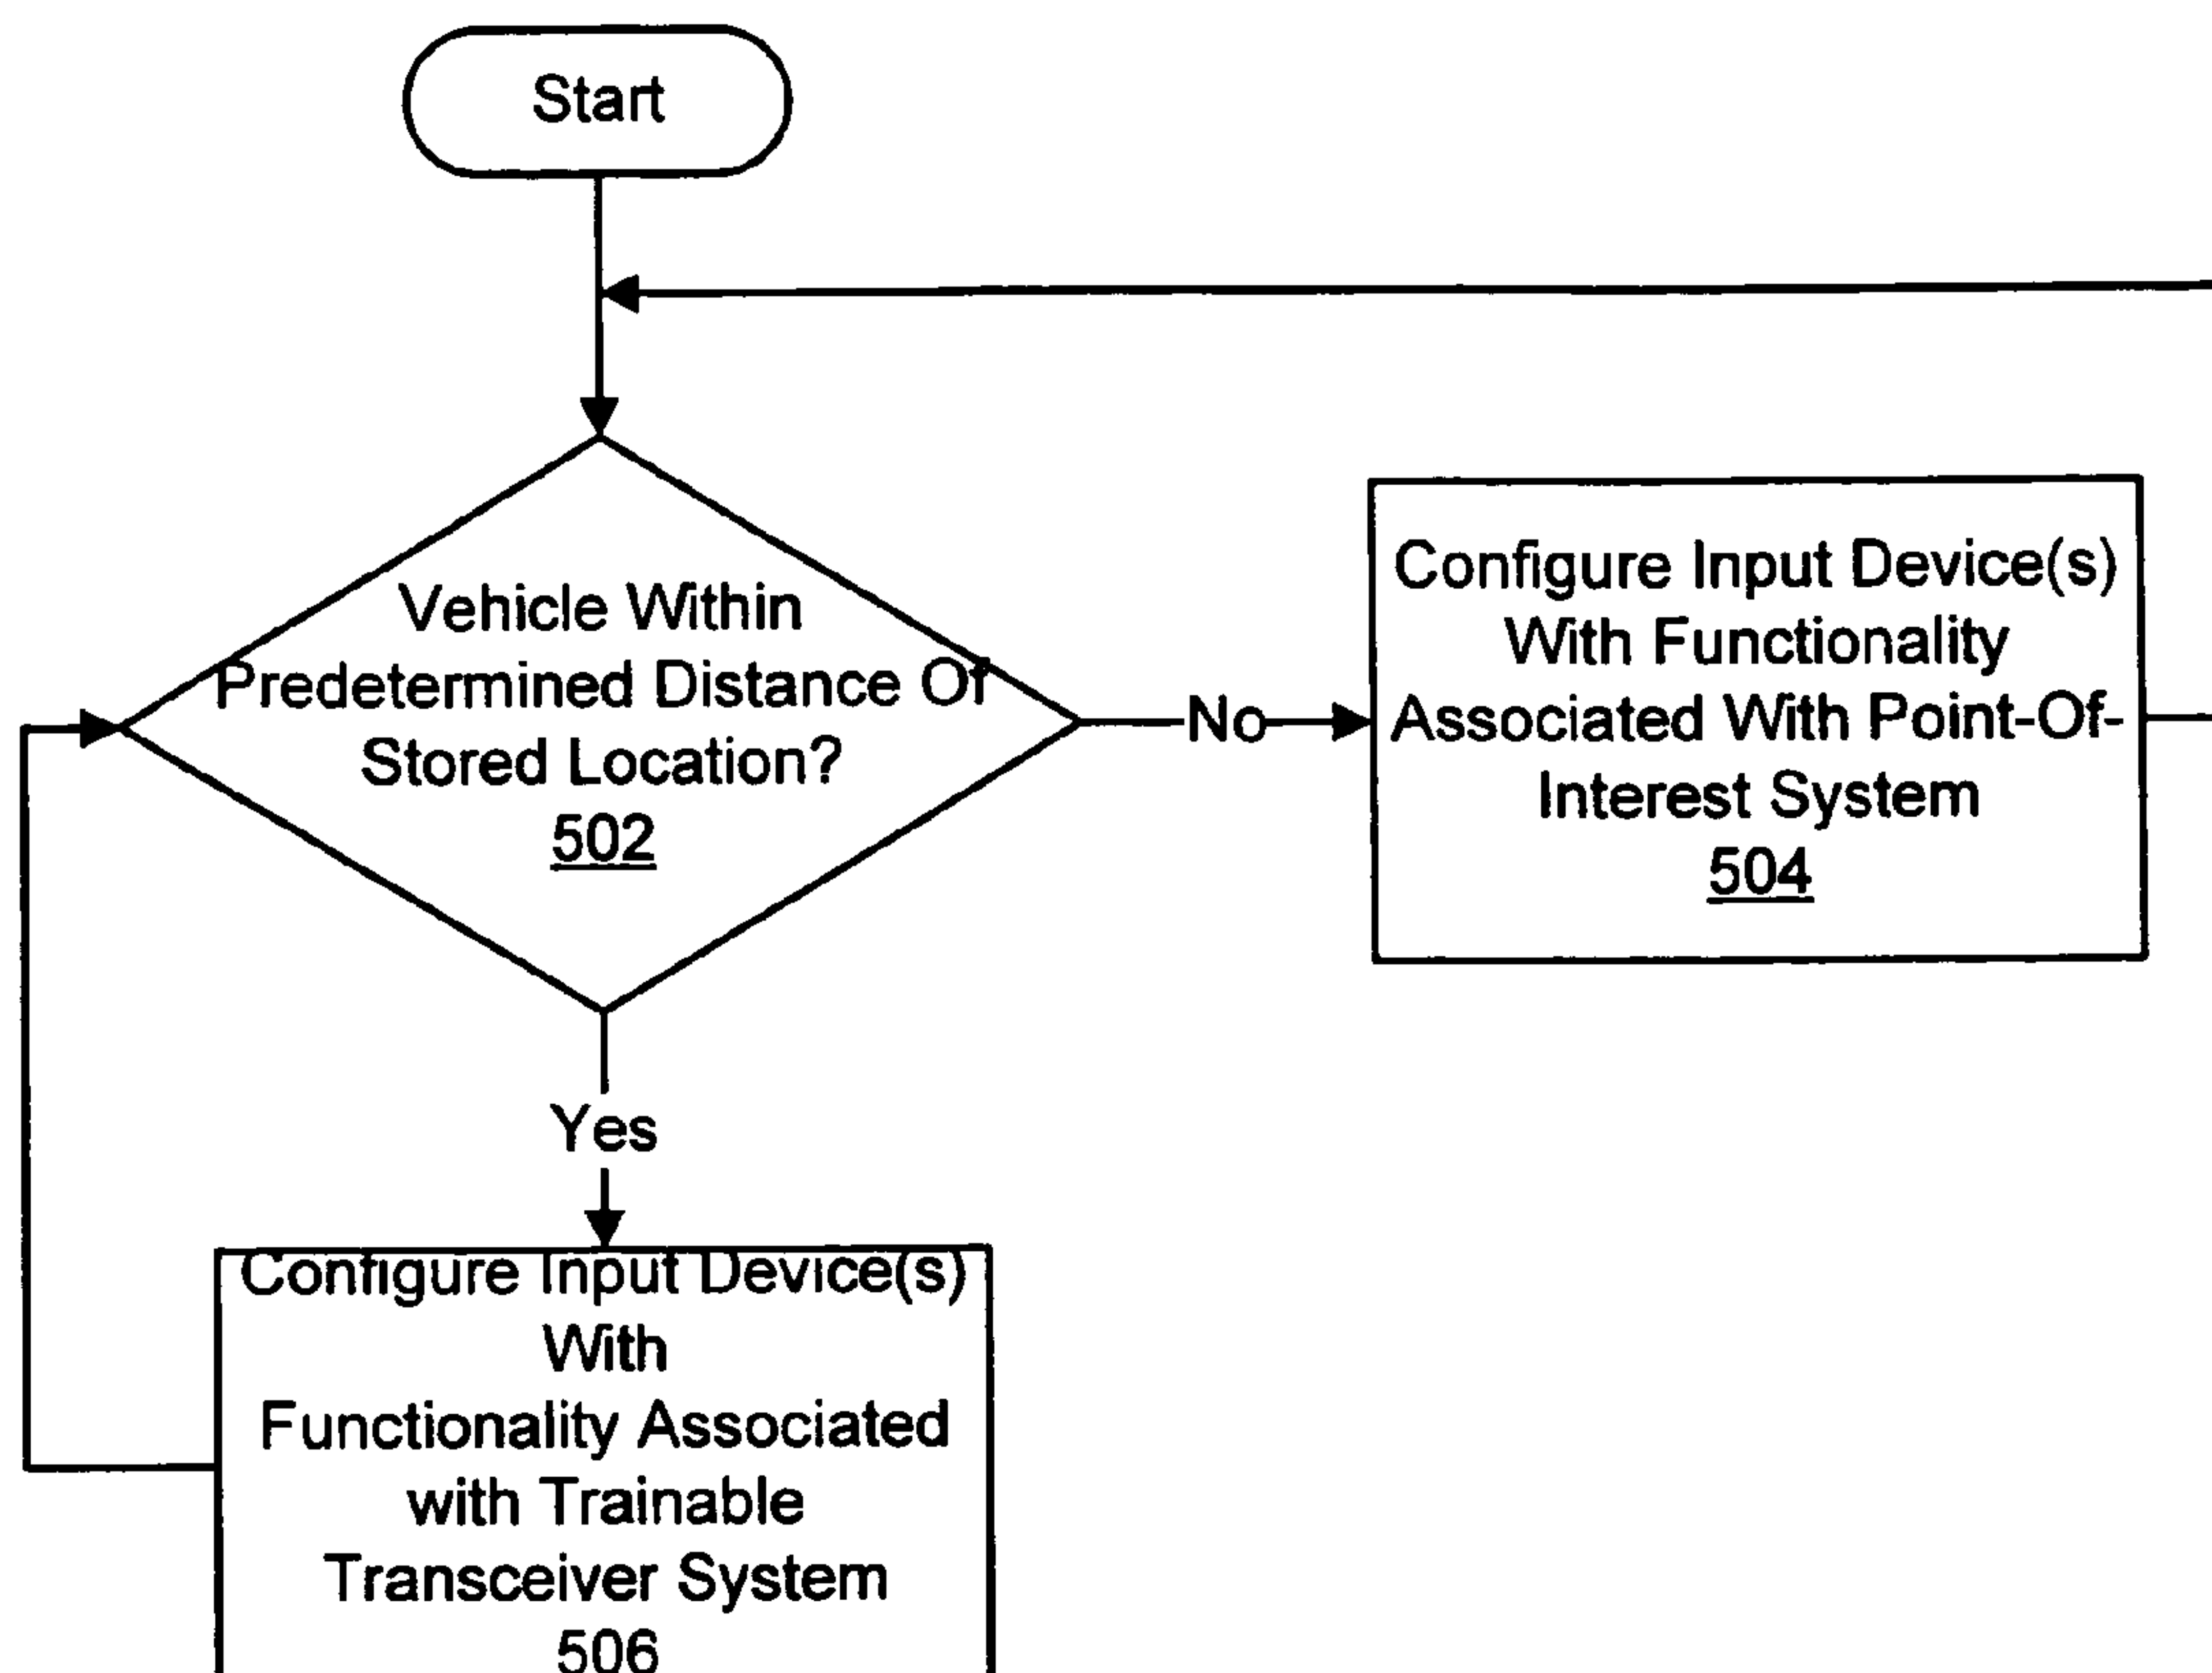 Start
Vehicle Within
Predetermined Distance Of
Stored Location?
502
No
Configure Input Device(s)
With Functionality
Associated With Point-Of-
Interest System
504
Yes
Configure Input Device(s)
With
Functionality Associated
with Trainable
Transceiver System
506